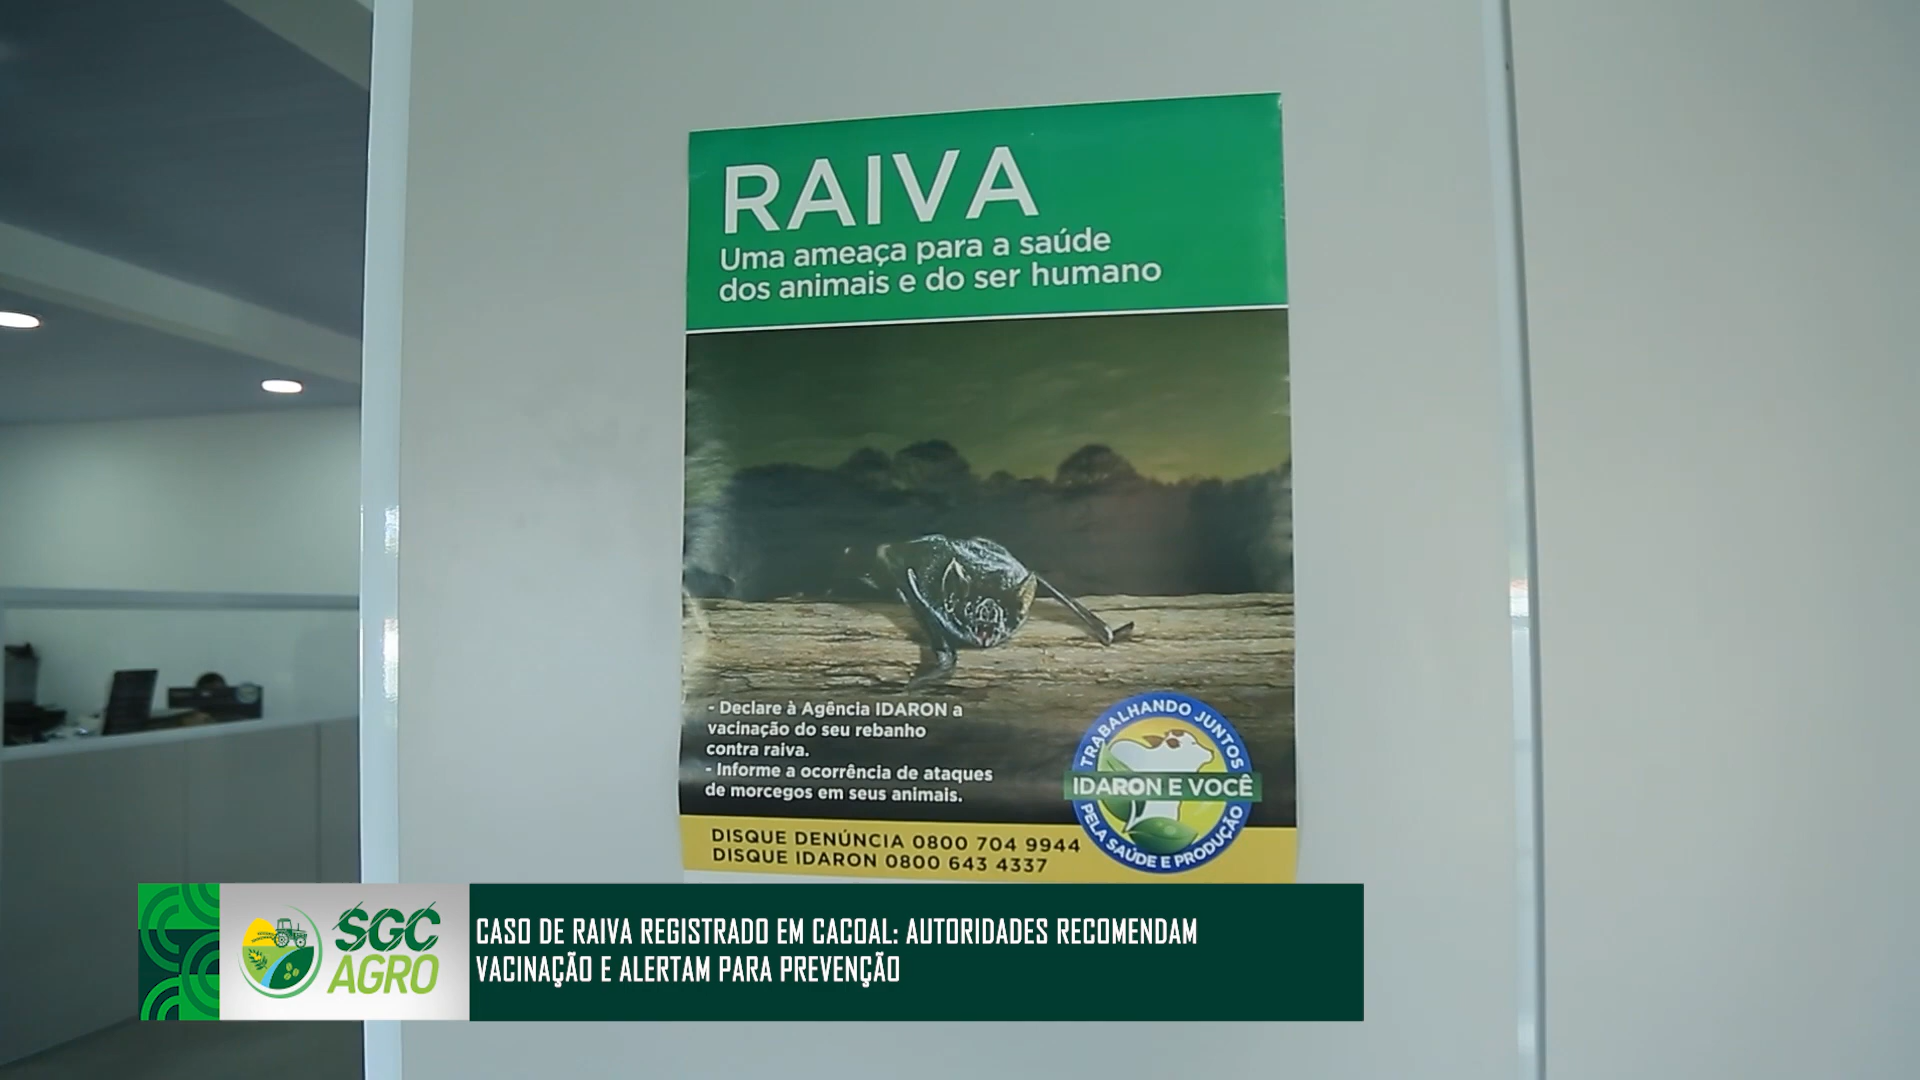 RAIVA
Uma ameaça para a saúde
dos animais e do ser humano
- Declare à Agência IDARON a
vacinação do seu rebanho
contra raiva.
- Informe a ocorrência de ataques
de morcegos em seus animais.
TRABALHANDO JUNTOS
IDARON E VOCÊ
PELA SAÚDE E PRODUÇÃO
DISQUE DENÚNCIA 0800 704 9944
DISQUE IDARON 0800 643 4337
SGC
AGRO
CASO DE RAIVA REGISTRADO EM CACOAL: AUTORIDADES RECOMENDAM
VACINAÇÃO E ALERTAM PARA PREVENÇÃO